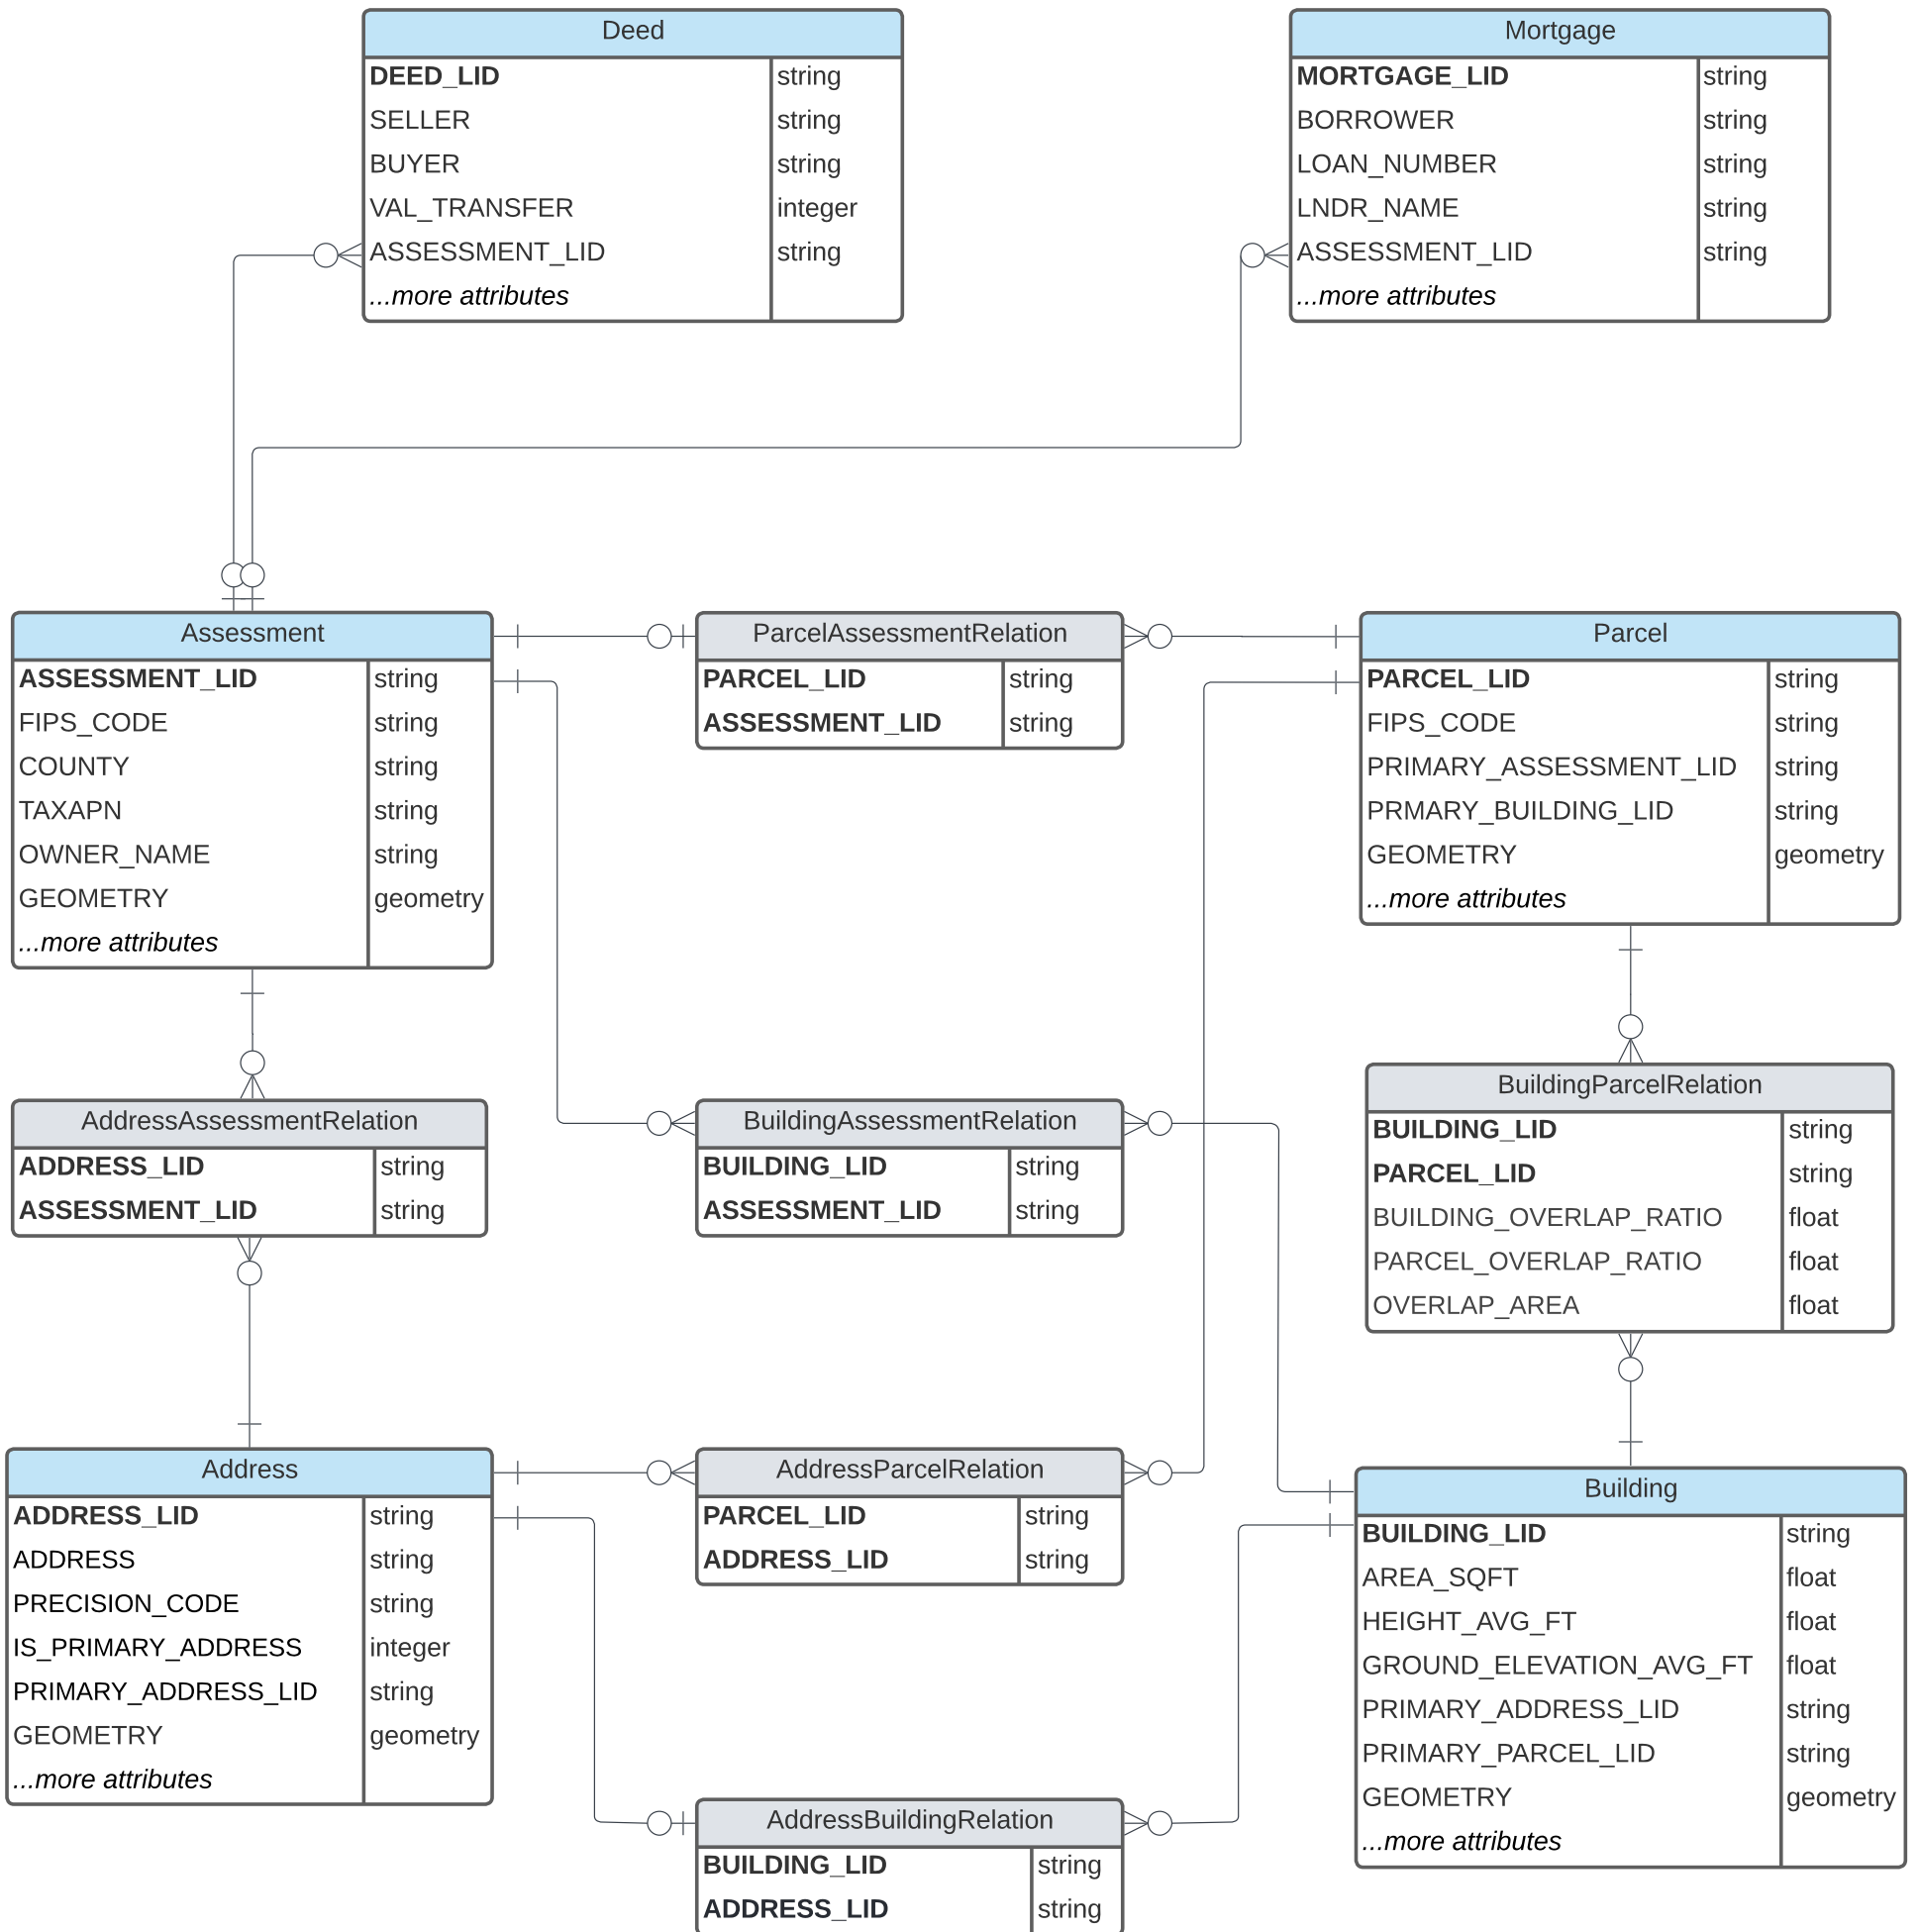 Deed
DEED_LID string
SELLER string
BUYER string
VAL_TRANSFER integer
ASSESSMENT_LID string
...more attributes
Mortgage
MORTGAGE_LID string
BORROWER string
LOAN_NUMBER string
LNDR_NAME string
ASSESSMENT_LID string
...more attributes
Assessment
ASSESSMENT_LID string
FIPS_CODE string
COUNTY string
TAXAPN string
OWNER_NAME string
GEOMETRY geometry
...more attributes
ParcelAssessmentRelation
PARCEL_LID string
ASSESSMENT_LID string
Parcel
PARCEL_LID string
FIPS_CODE string
PRIMARY_ASSESSMENT_LID string
PRMARY_BUILDING_LID string
GEOMETRY geometry
...more attributes
AddressAssessmentRelation
ADDRESS_LID string
ASSESSMENT_LID string
BuildingAssessmentRelation
BUILDING_LID string
ASSESSMENT_LID string
BuildingParcelRelation
BUILDING_LID string
PARCEL_LID string
BUILDING_OVERLAP_RATIO float
PARCEL_OVERLAP_RATIO float
OVERLAP_AREA float
Address
ADDRESS_LID string
ADDRESS string
PRECISION_CODE string
IS_PRIMARY_ADDRESS integer
PRIMARY_ADDRESS_LID string
GEOMETRY geometry
...more attributes
AddressParcelRelation
PARCEL_LID string
ADDRESS_LID string
Building
BUILDING_LID string
AREA_SQFT float
HEIGHT_AVG_FT float
GROUND_ELEVATION_AVG_FT float
PRIMARY_ADDRESS_LID string
PRIMARY_PARCEL_LID string
GEOMETRY geometry
...more attributes
AddressBuildingRelation
BUILDING_LID string
ADDRESS_LID string